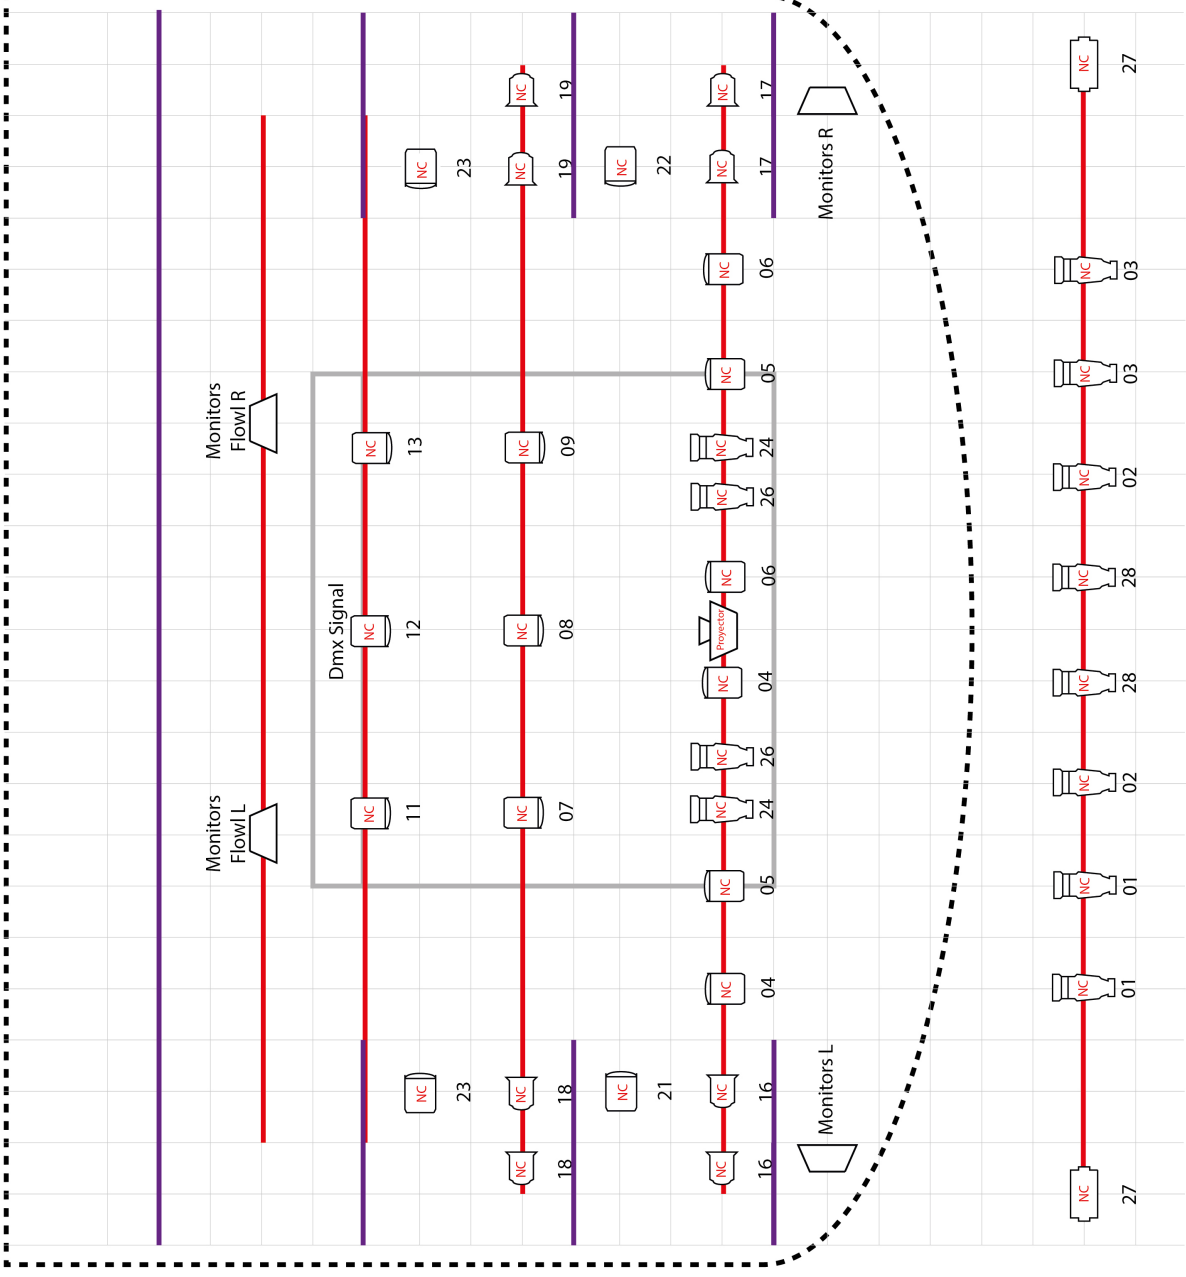 Monitors
Flowl L
Monitors
Flowl R
Dmx Signal
NC NC NC
11 12 13
NC NC
23 23
NC NC NC NC NC NC NC
18 18 07 08 09 19 19
NC NC
21 22
NC NC NC NC NC NC NC Proyector NC NC NC NC NC NC NC
16 16 04 05 24 26 04 06 26 24 05 06 17 17
Monitors L
Monitors R
NC NC NC NC NC NC NC NC NC NC
27 01 01 02 28 28 02 03 03 27